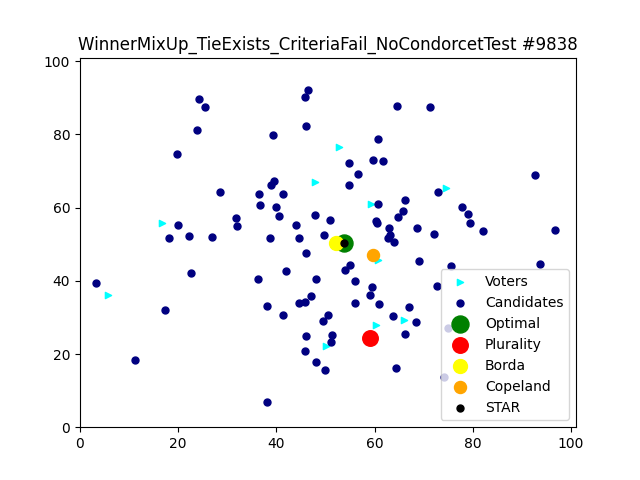 WinnerMixUp_TieExists_CriteriaFail_NoCondorcetTest #9838
100
80
60
40
20
0
0 20 40 60 80 100
Voters
Candidates
Optimal
Plurality
Borda
Copeland
STAR